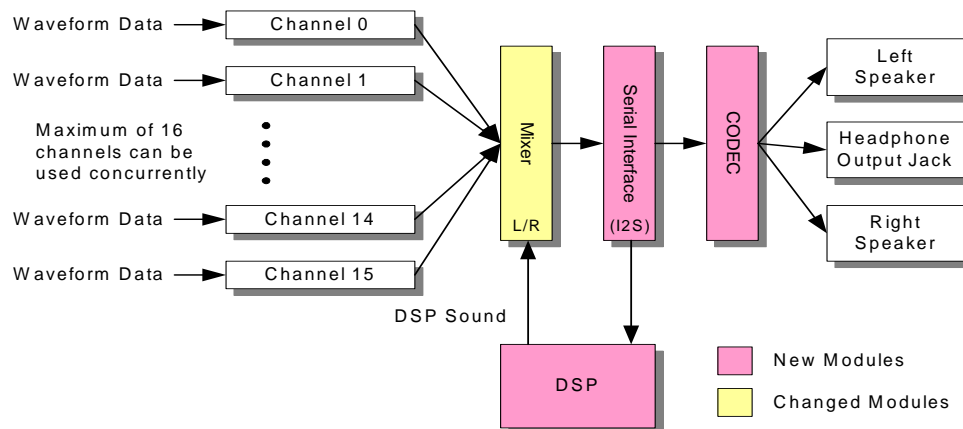 Waveform Data
Channel 0
Waveform Data
Channel 1
Maximum of 16
channels can be
used concurrently
Waveform Data
Channel 14
Waveform Data
Channel 15
Mixer
L/R
Serial Interface
(I2S)
CODEC
Left
Speaker
Headphone
Output Jack
Right
Speaker
DSP Sound
DSP
New Modules
Changed Modules